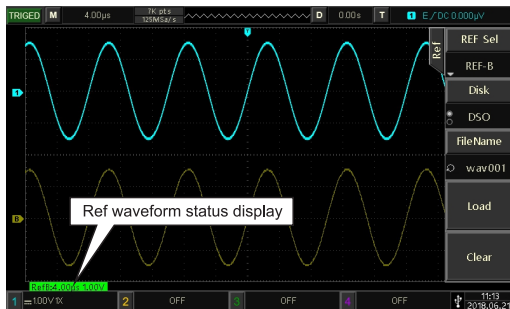 TRIGED M 4.00μs 7K pts 125MSa/s D 0.00s T 1 E/DC 0.000μV
Ref
REF Sel
REF-B
Disk
DSO
FileName
wav001
Load
Clear
1
B
Ref waveform status display
RefB:4.00μs 1.00V
1 1.00V 1X 2 OFF 3 OFF 4 OFF
11:13
2018.06.21